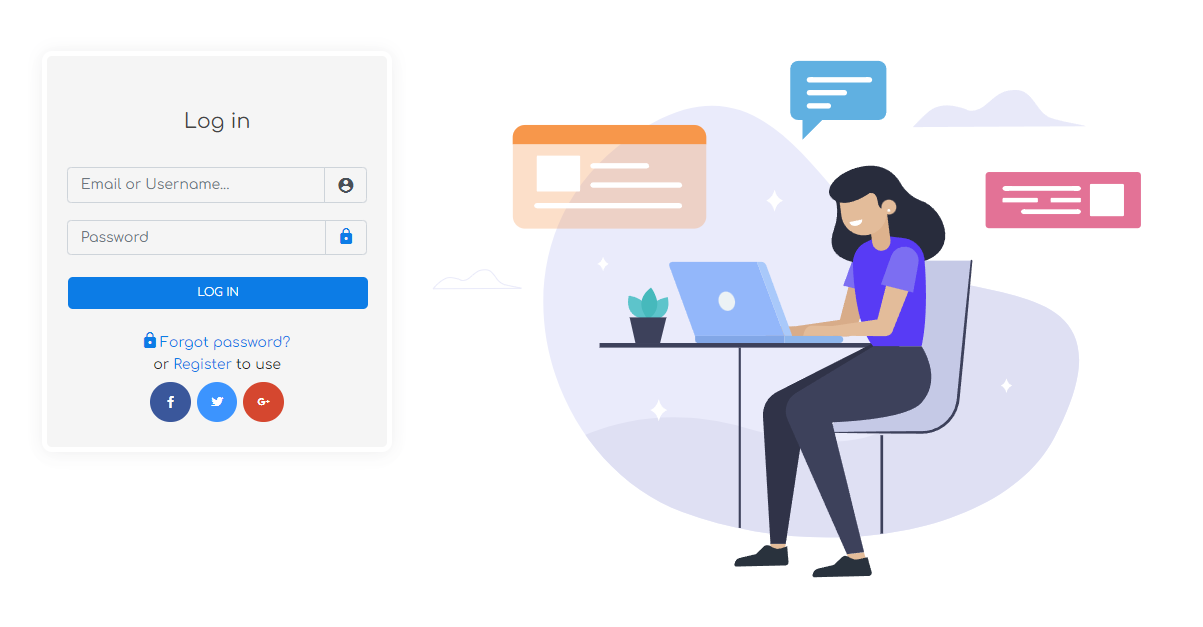 Log in
Email or Username...
Password
LOG IN
Forgot password?
or Register to use
f
G+